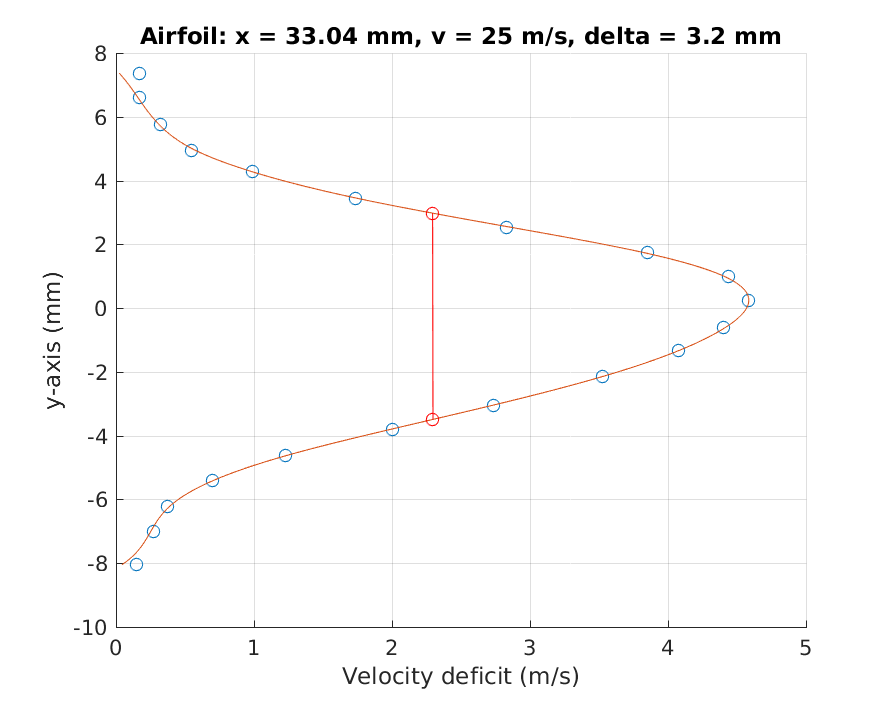 Airfoil: x = 33.04 mm, v = 25 m/s, delta = 3.2 mm
8
6
4
2
0
-2
-4
-6
-8
-10
y-axis (mm)
0 1 2 3 4 5
Velocity deficit (m/s)